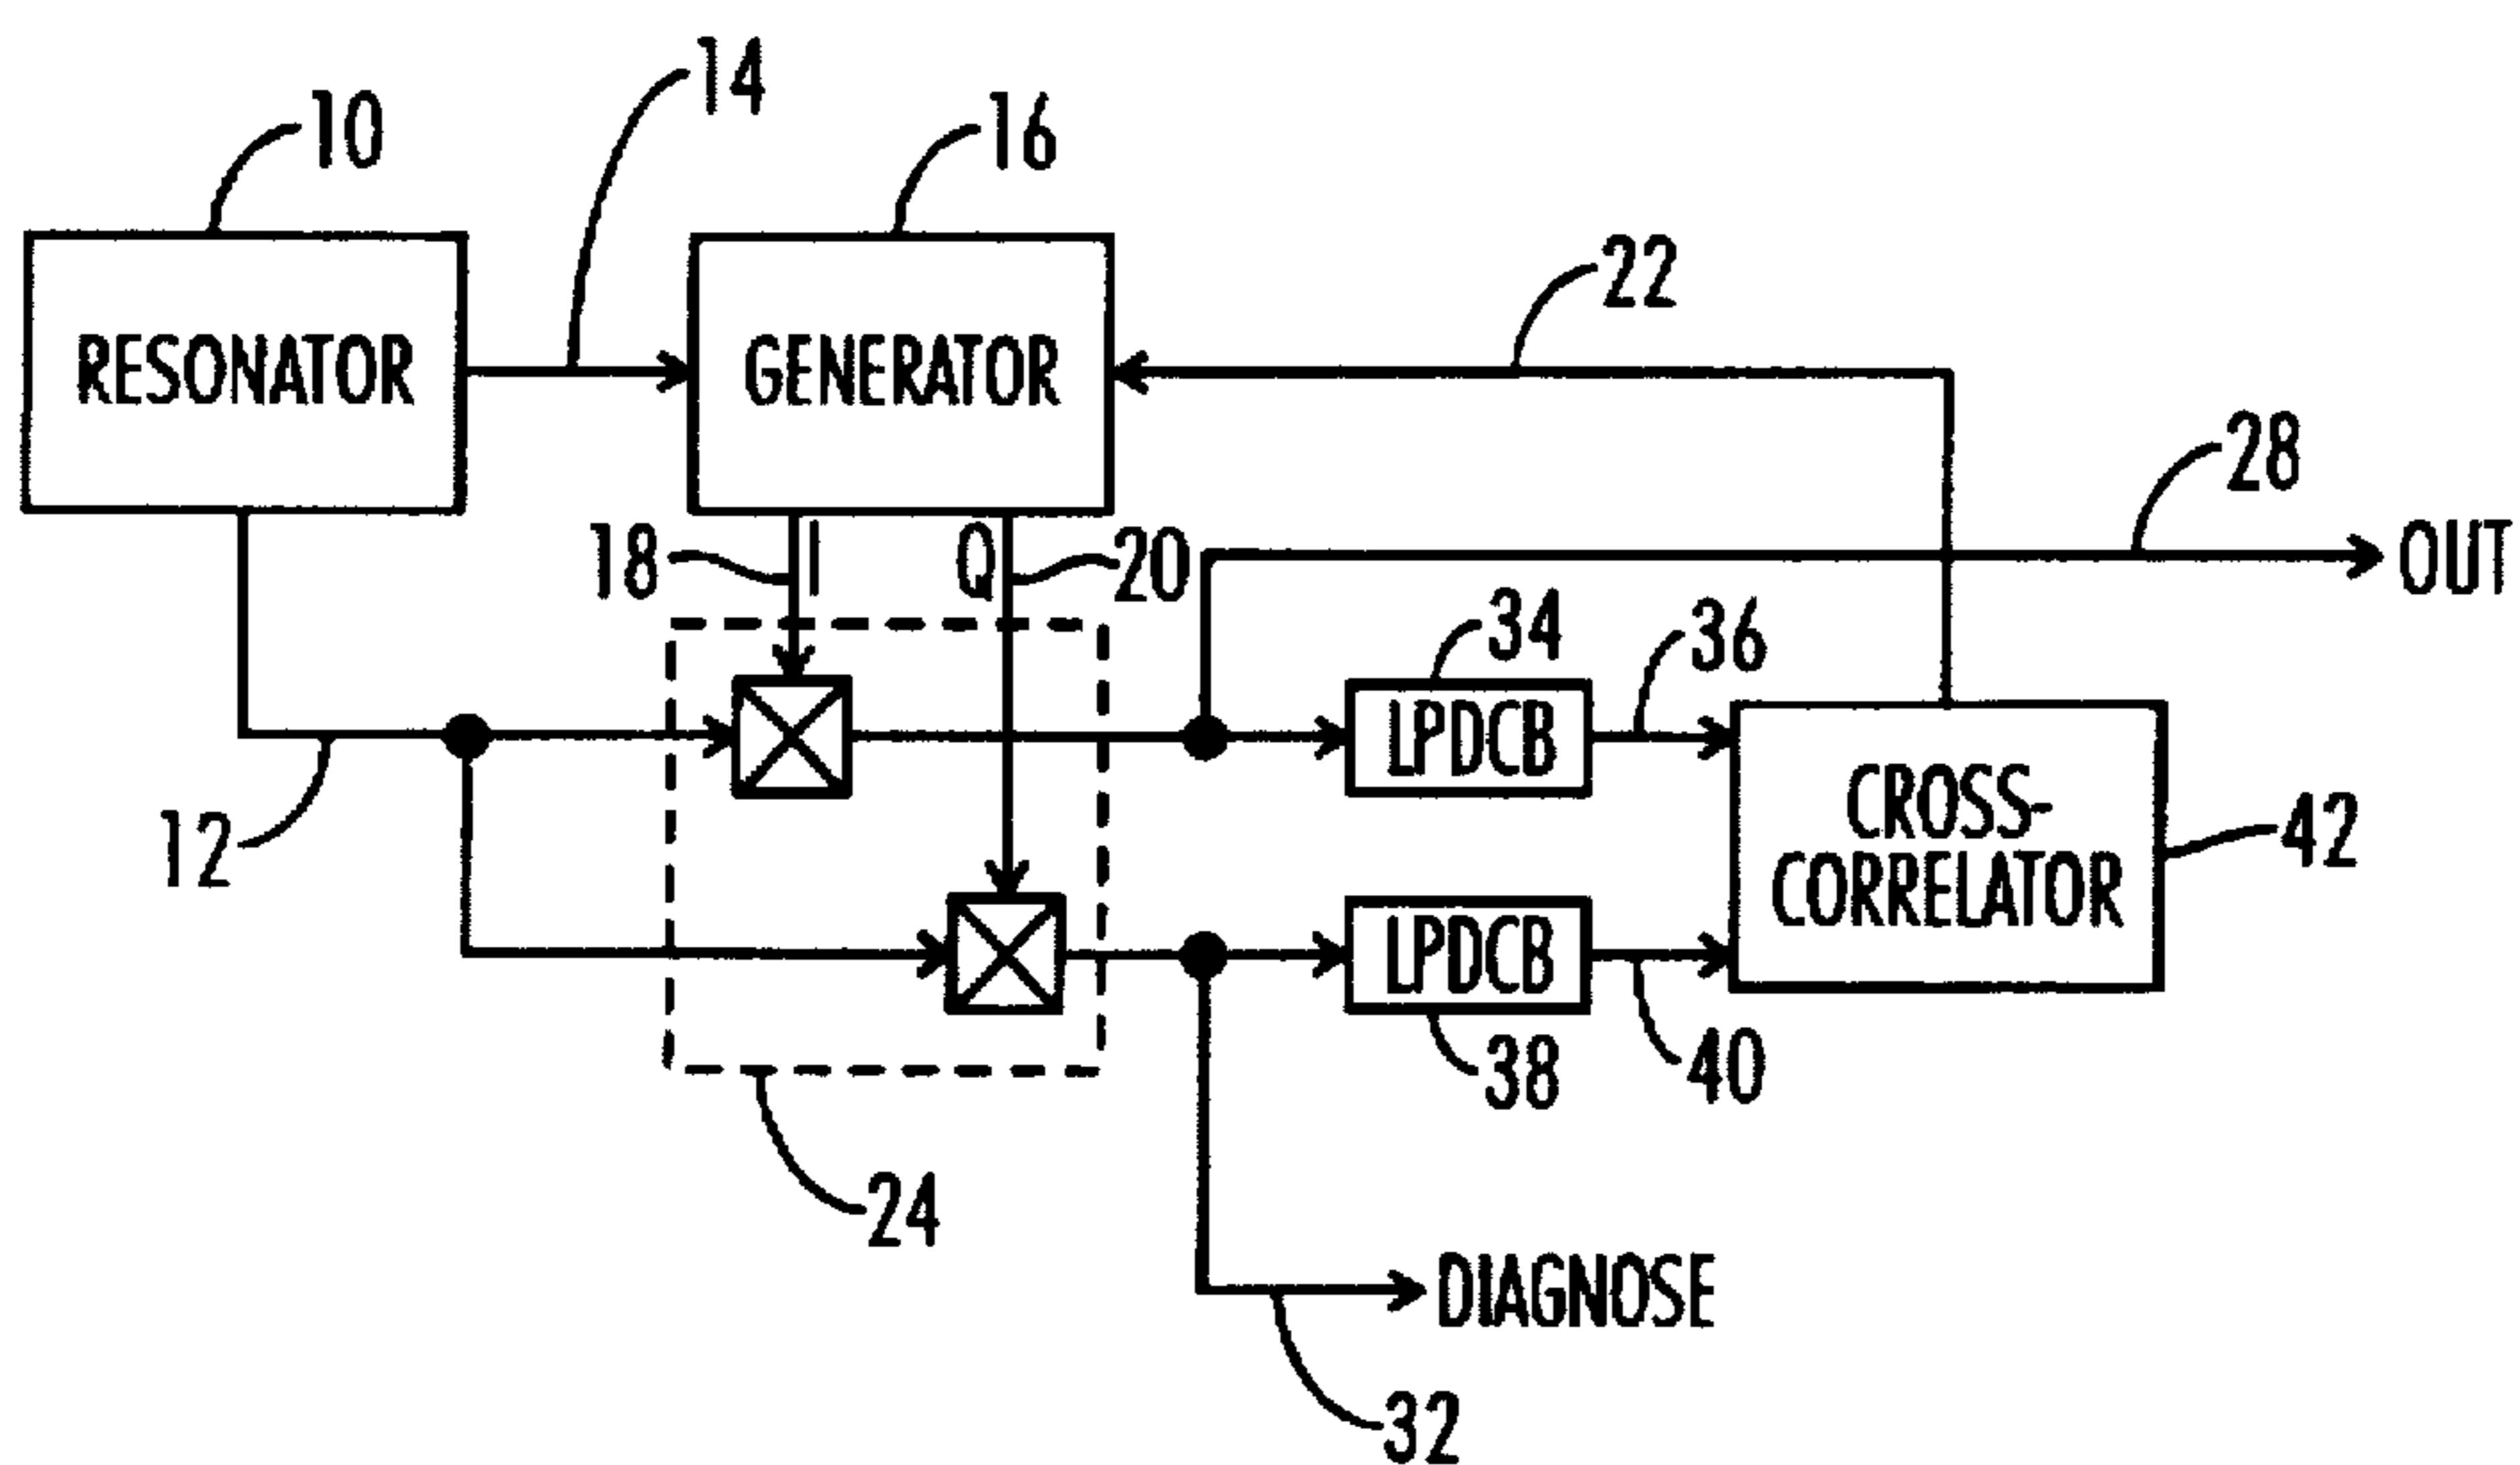 14
10
16
22
RESONATOR
GENERATOR
28
18
I
Q
20
OUT
34
36
LPDCB
12
CROSS-
CORRELATOR
42
LPDCB
38
40
24
DIAGNOSE
32